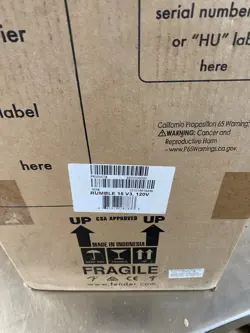 serial number
or "HU" lab
here
ier
California Proposition 65 Warning:
WARNING: Cancer and
Reproductive Harm
- www.P65Warnings.ca.gov
label
here
RUMBLE 15 V3, 120V
UP CSA APPROVED UP
MADE IN INDONESIA
FRAGILE
www.fender.com